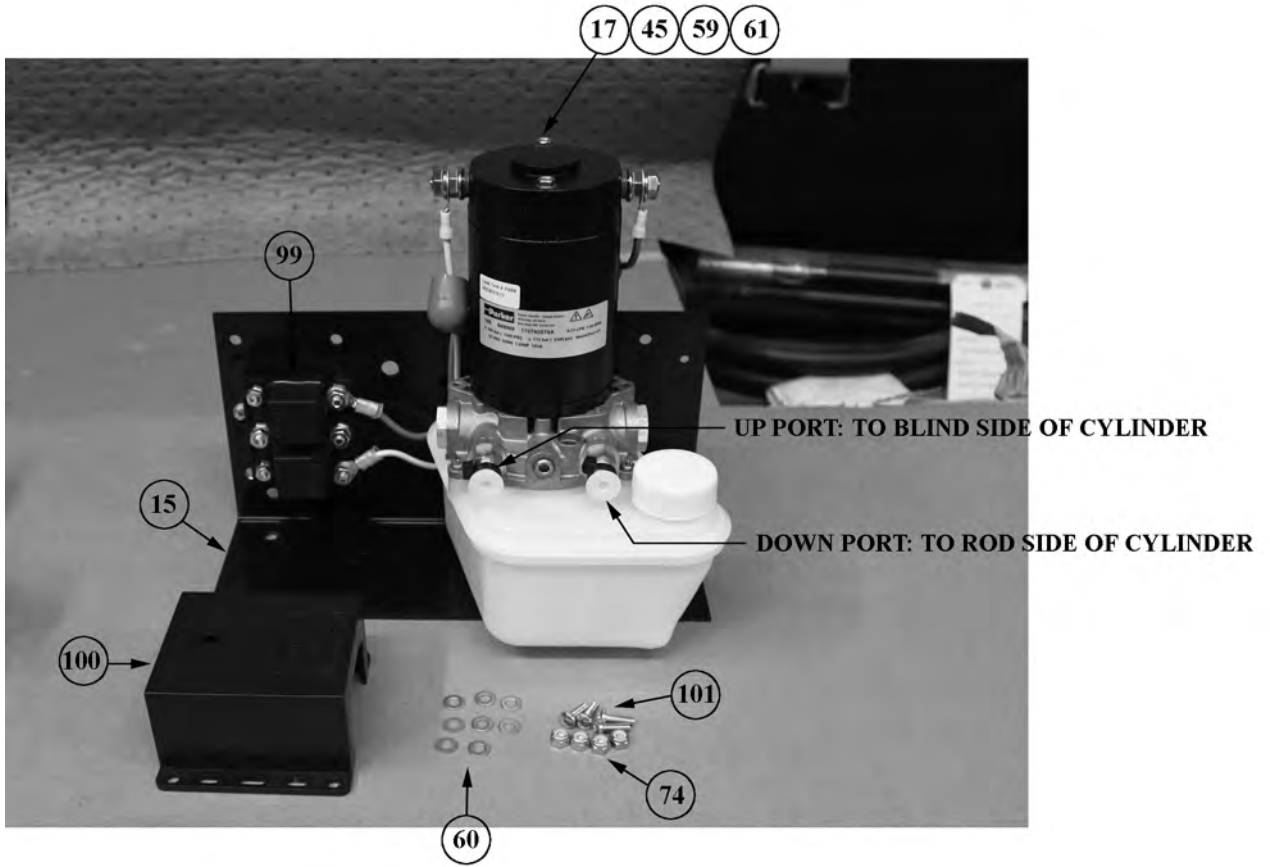 17 45 59 61
99
Parker
UP PORT: TO BLIND SIDE OF CYLINDER
15
DOWN PORT: TO ROD SIDE OF CYLINDER
100
101
74
60